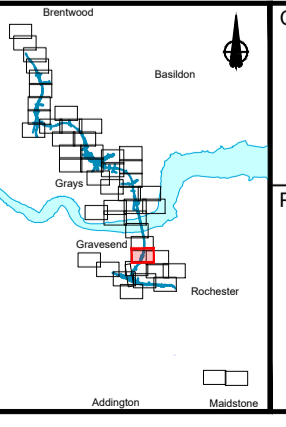 Brentwood
Basildon
Grays
Gravesend
Rochester
Addington
Maidstone